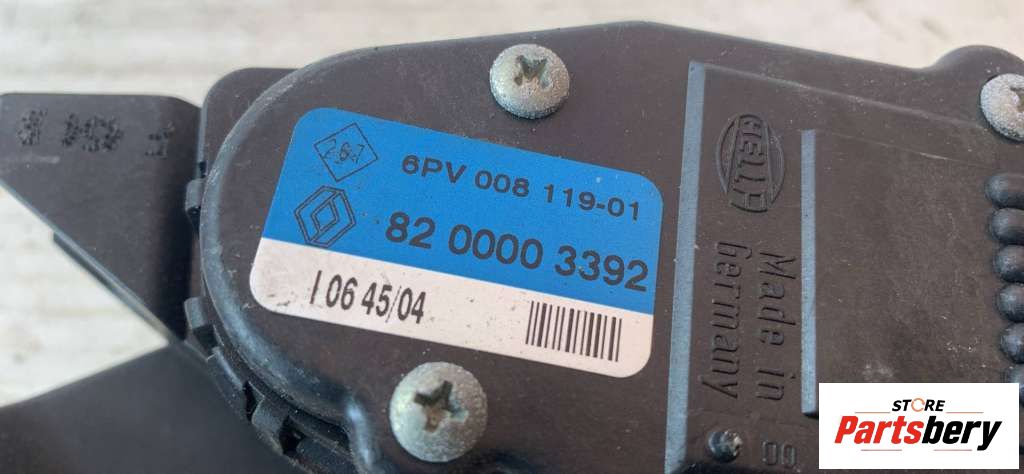 6PV 008 119-01
82 0000 3392
I 06 45/04
HELLA
Made in
Germany
STORE
Partsbery